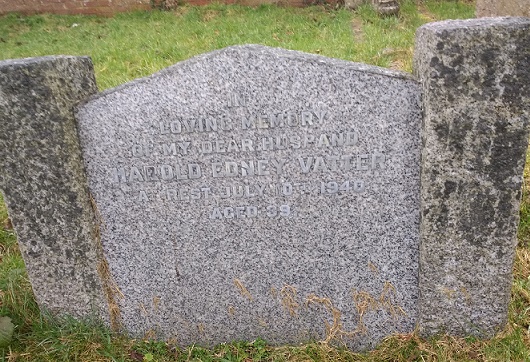 IN
LOVING MEMORY
OF MY DEAR HUSBAND
HAROLD EDNEY VATTER
AT REST, JULY 10TH 1940.
AGED 39.